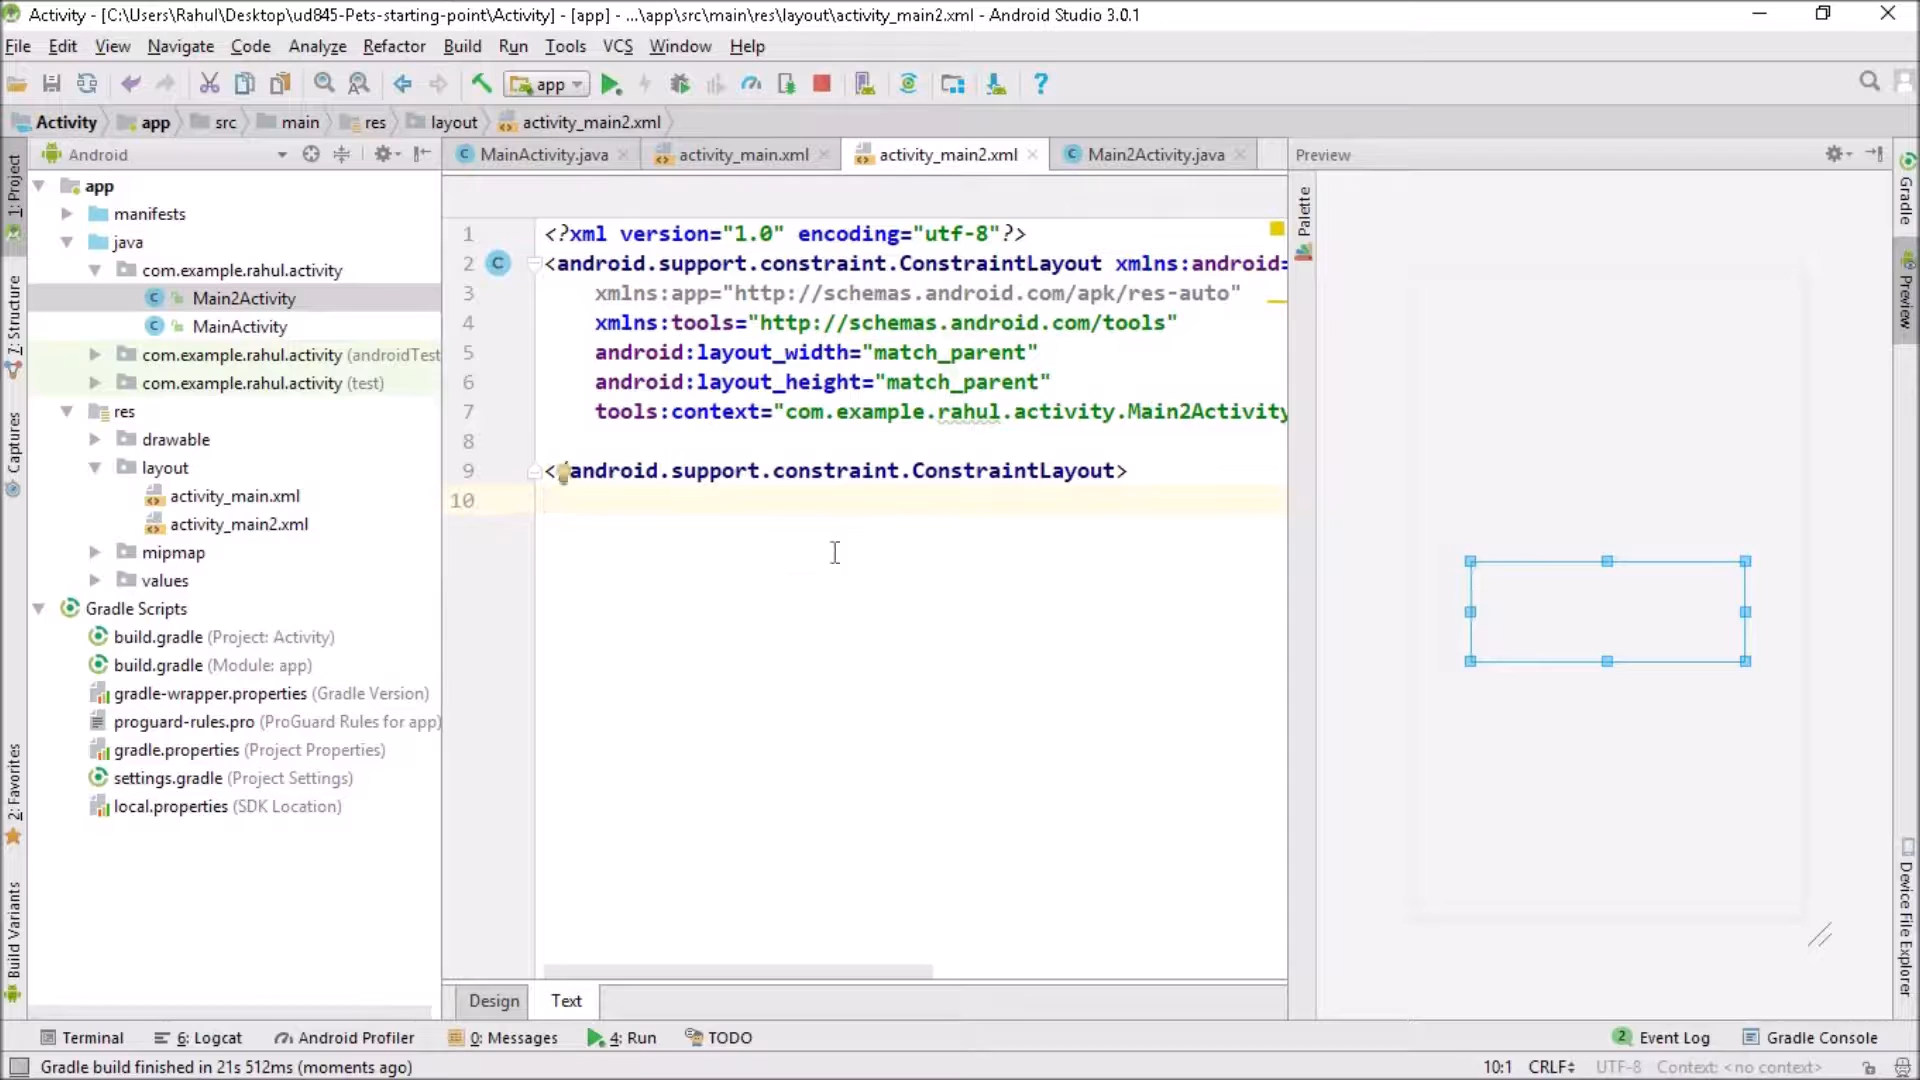 Activity - [C:\Users\Rahul\Desktop\ud845-Pets-starting-point\Activity] - [app] - ...\app\src\main\res\layout\activity_main2.xml - Android Studio 3.0.1
File Edit View Navigate Code Analyze Refactor Build Run Tools VCS Window Help
app
Activity app src main res layout activity_main2.xml
Android
MainActivity.java activity_main.xml activity_main2.xml Main2Activity.java
Preview
app
manifests
java
com.example.rahul.activity
Main2Activity
MainActivity
com.example.rahul.activity (androidTest
com.example.rahul.activity (test)
res
drawable
layout
activity_main.xml
activity_main2.xml
mipmap
values
Gradle Scripts
build.gradle (Project: Activity)
build.gradle (Module: app)
gradle-wrapper.properties (Gradle Version)
proguard-rules.pro (ProGuard Rules for app)
gradle.properties (Project Properties)
settings.gradle (Project Settings)
local.properties (SDK Location)
1 <?xml version="1.0" encoding="utf-8"?>
2 <android.support.constraint.ConstraintLayout xmlns:android=
3 xmlns:app="http://schemas.android.com/apk/res-auto"
4 xmlns:tools="http://schemas.android.com/tools"
5 android:layout_width="match_parent"
6 android:layout_height="match_parent"
7 tools:context="com.example.rahul.activity.Main2Activity
8
9 </android.support.constraint.ConstraintLayout>
10
Design Text
1: Project
7: Structure
Captures
2: Favorites
Build Variants
Palette
Gradle
Preview
Device File Explorer
Terminal 6: Logcat Android Profiler 0: Messages 4: Run TODO
2 Event Log Gradle Console
Gradle build finished in 21s 512ms (moments ago)
10:1 CRLF UTF-8 Context: <no context>